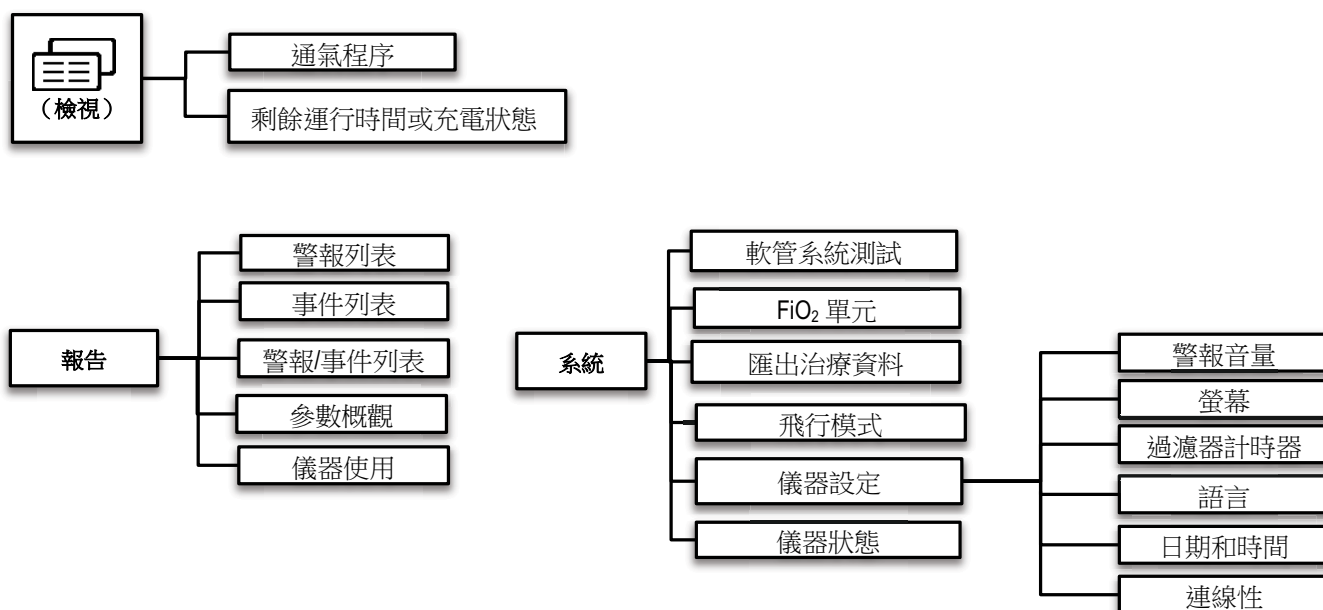 （檢視）
通氣程序
剩餘運行時間或充電狀態
報告
警報列表
事件列表
警報/事件列表
參數概觀
儀器使用
系統
軟管系統測試
FiO₂ 單元
匯出治療資料
飛行模式
儀器設定
儀器狀態
警報音量
螢幕
過濾器計時器
語言
日期和時間
連線性